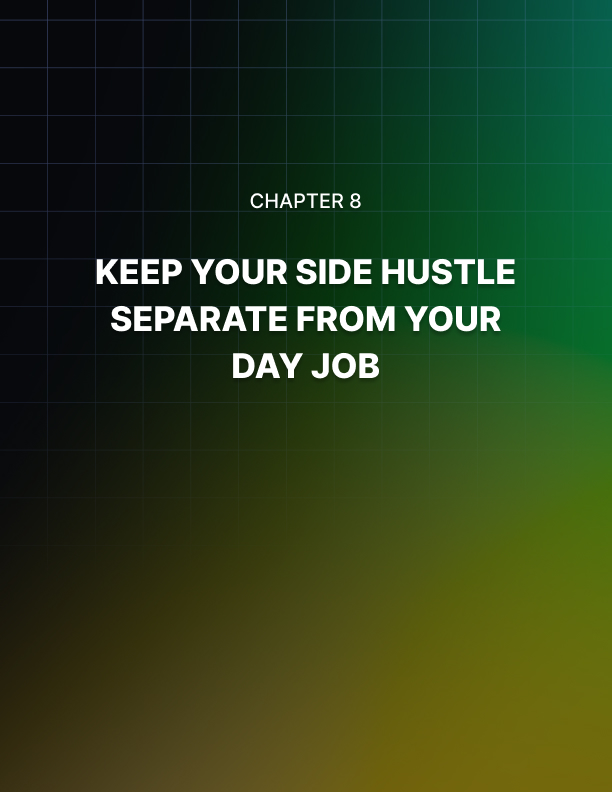 CHAPTER 8
KEEP YOUR SIDE HUSTLE
SEPARATE FROM YOUR
DAY JOB